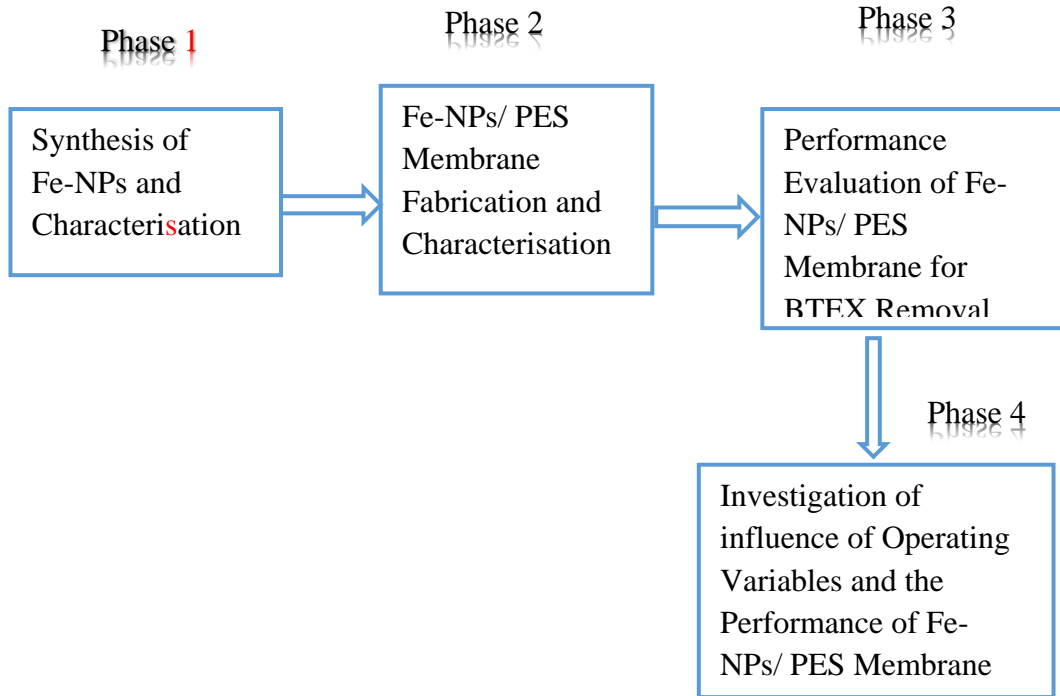 Phase 1
Synthesis of
Fe-NPs and
Characterisation
Phase 2
Fe-NPs/ PES
Membrane
Fabrication and
Characterisation
Phase 3
Performance
Evaluation of Fe-
NPs/ PES
Membrane for
BTEX Removal
Phase 4
Investigation of
influence of Operating
Variables and the
Performance of Fe-
NPs/ PES Membrane